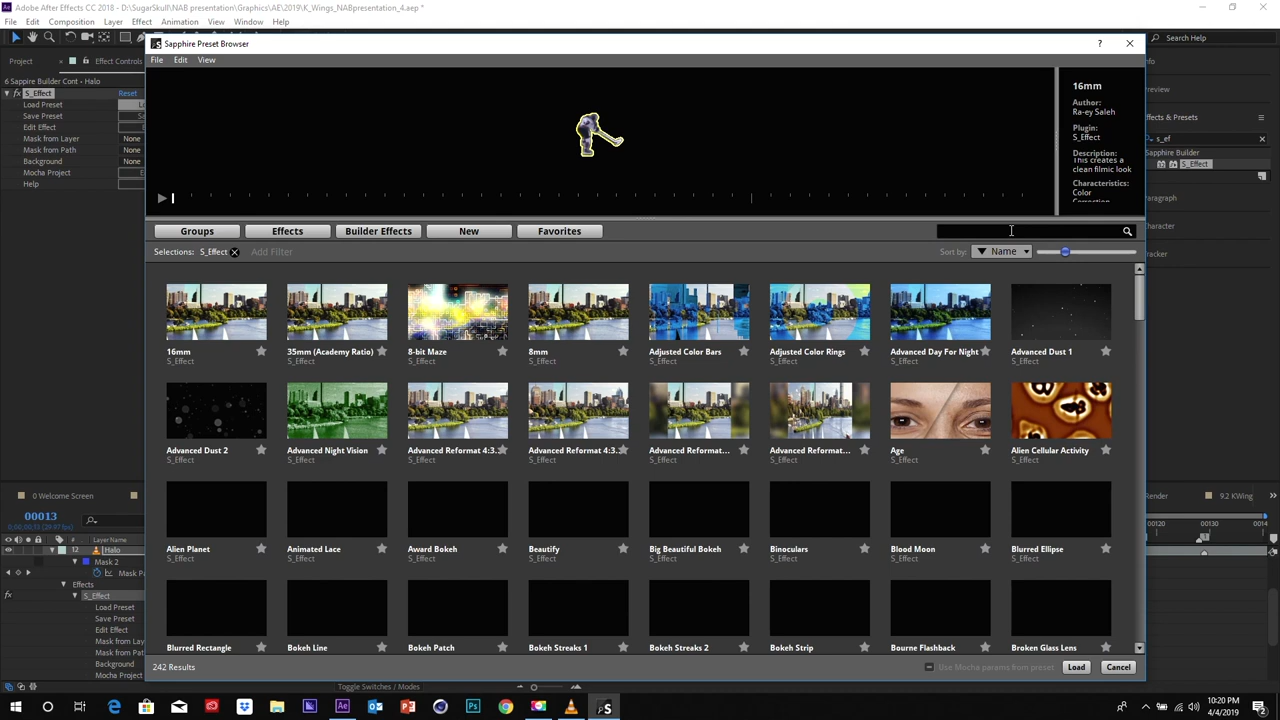 Adobe After Effects CC 2018 - D:\SugarSkull\NAB presentation\Graphics\AE\2019\K_Wings_NABpresentation_4.aep *
File Edit Composition Layer Effect Animation View Window Help
Search Help
Project
Effect Controls
6 Sappire Builder Cont - Halo
fx S_Effect Reset
Load Preset
Save Preset
Edit Effect
Mask from Layer None
Mask from Path None
Background None
Mocha Project
Help
Sapphire Preset Browser
File Edit View
16mm
Author:
Ra-ey Saleh
Plugin:
S_Effect
Description:
This creates a
clean filmic look
Characteristics:
Color
Correction
review
ffects & Presets
s_ef
Sapphire Builder
S_Effect
Paragraph
Character
racker
Groups Effects Builder Effects New Favorites
Selections: S_Effect Add Filter Sort by: Name
16mm 35mm (Academy Ratio) 8-bit Maze 8mm Adjusted Color Bars Adjusted Color Rings Advanced Day For Night Advanced Dust 1
S_Effect S_Effect S_Effect S_Effect S_Effect S_Effect S_Effect S_Effect
Advanced Dust 2 Advanced Night Vision Advanced Reformat 4:3... Advanced Reformat 4:3... Advanced Reformat... Advanced Reformat... Age Alien Cellular Activity
S_Effect S_Effect S_Effect S_Effect S_Effect S_Effect S_Effect S_Effect
Alien Planet Animated Lace Award Bokeh Beautify Big Beautiful Bokeh Binoculars Blood Moon Blurred Ellipse
S_Effect S_Effect S_Effect S_Effect S_Effect S_Effect S_Effect S_Effect
Blurred Rectangle Bokeh Line Bokeh Patch Bokeh Streaks 1 Bokeh Streaks 2 Bokeh Strip Bourne Flashback Broken Glass Lens
242 Results Use Mocha params from preset Load Cancel
0 Welcome Screen
Render 9.2 KWing
00013
0:00:00:13 (24.97 fps)
00120 00130 0014
Layer Name
12 Halo
Mask 2
Mask Pa
Effects
fx S_Effect
Load Preset
Save Preset
Edit Effect
Mask from Lay
Mask from Pat
Background
Mocha Project
Toggle Switches / Modes
10:20 PM
4/4/2019